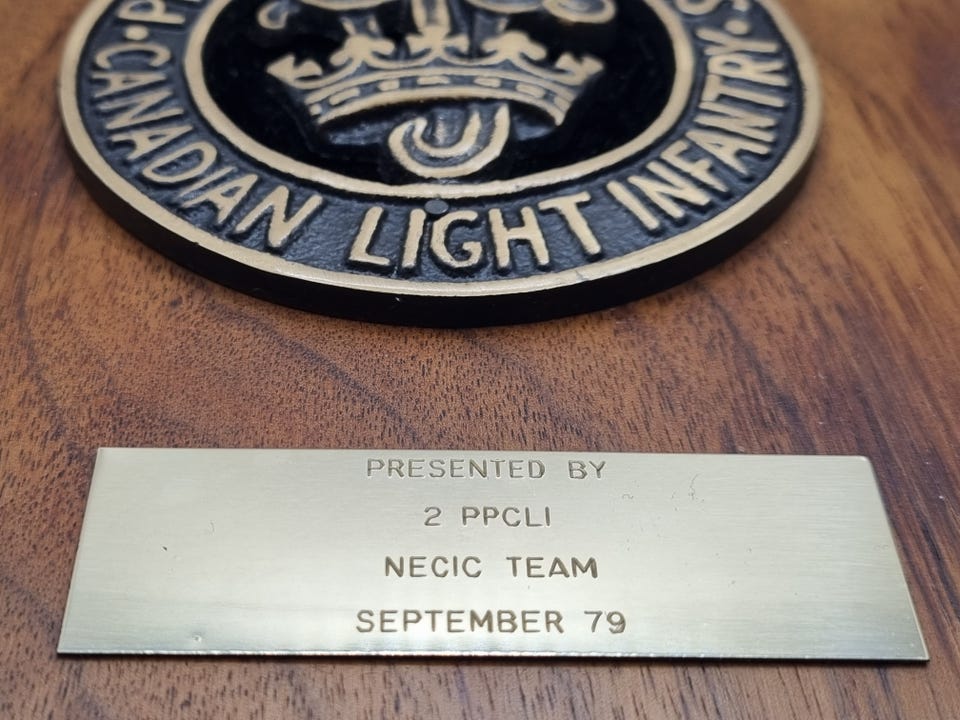 CANADIAN LIGHT INFANTRY
PRESENTED BY
2 PPCLI
NECIC TEAM
SEPTEMBER 79